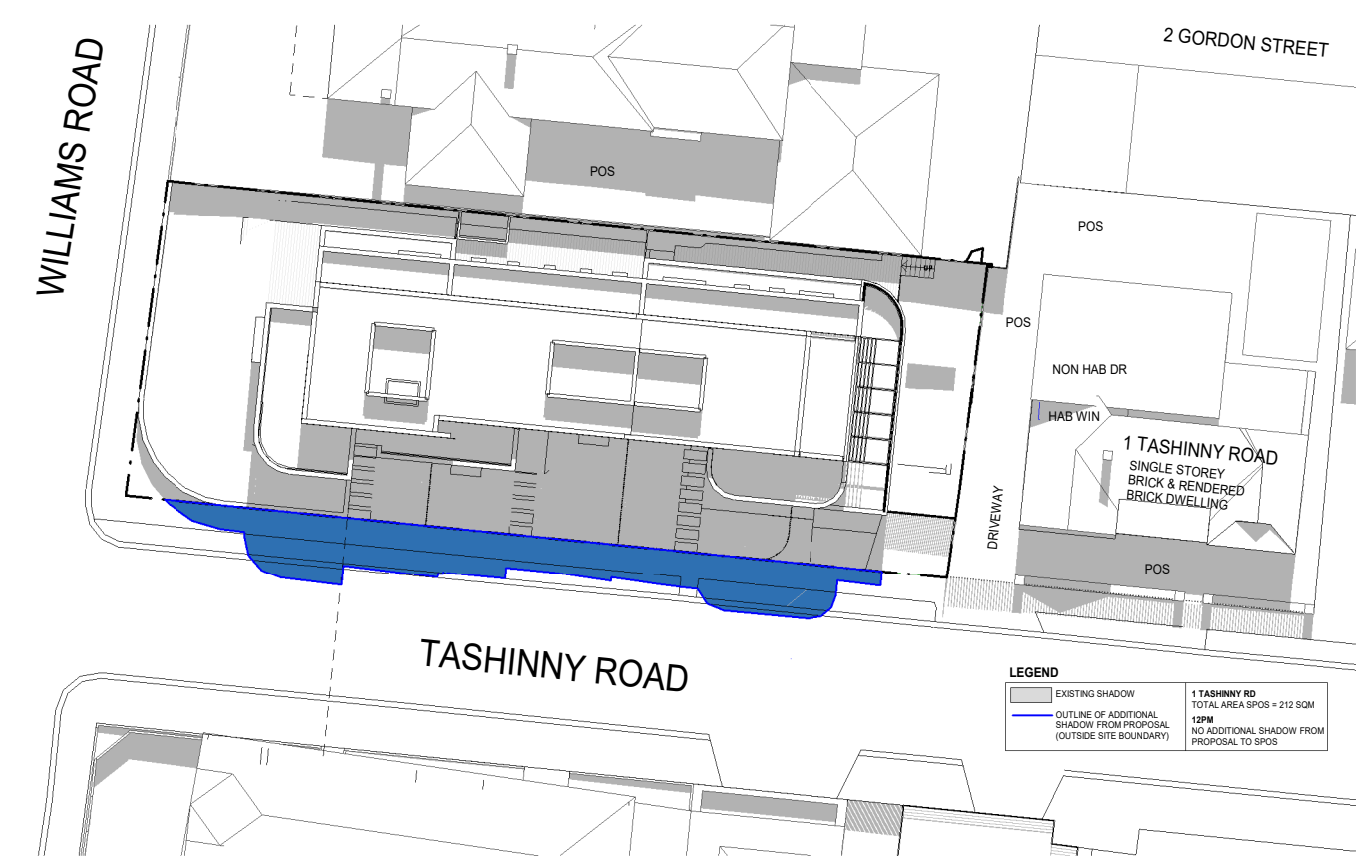 WILLIAMS ROAD
2 GORDON STREET
POS
POS
UP
POS
NON HAB DR
HAB WIN
1 TASHINNY ROAD
SINGLE STOREY
BRICK & RENDERED
BRICK DWELLING
DRIVEWAY
POS
TASHINNY ROAD
LEGEND
EXISTING SHADOW
OUTLINE OF ADDITIONAL
SHADOW FROM PROPOSAL
(OUTSIDE SITE BOUNDARY)
1 TASHINNY RD
TOTAL AREA SPOS = 212 SQM
12PM
NO ADDITIONAL SHADOW FROM
PROPOSAL TO SPOS